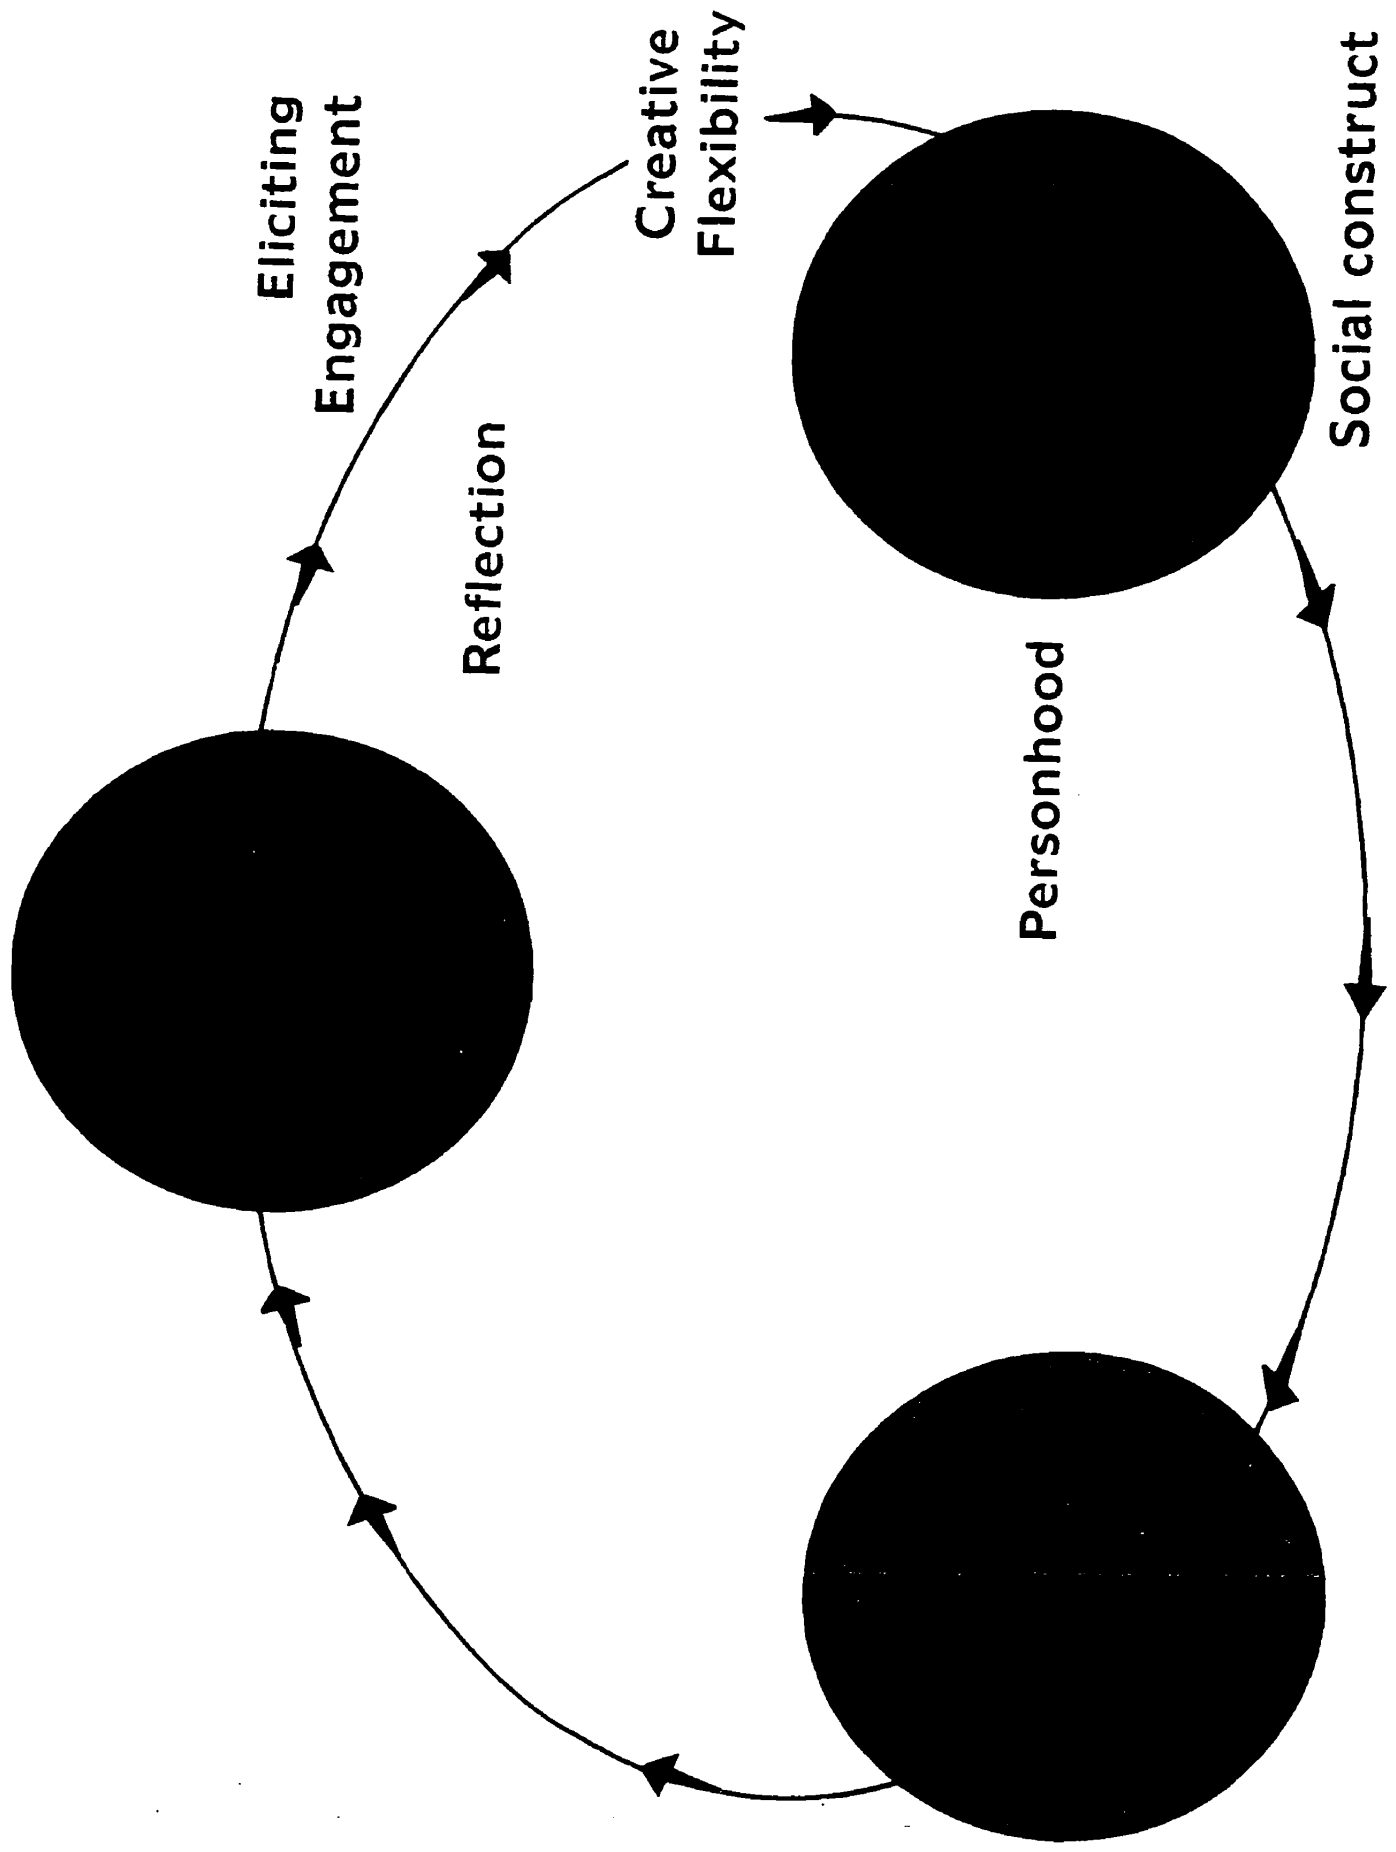 Eliciting
Engagement
Reflection
Creative
Flexibility
Personhood
Social construct